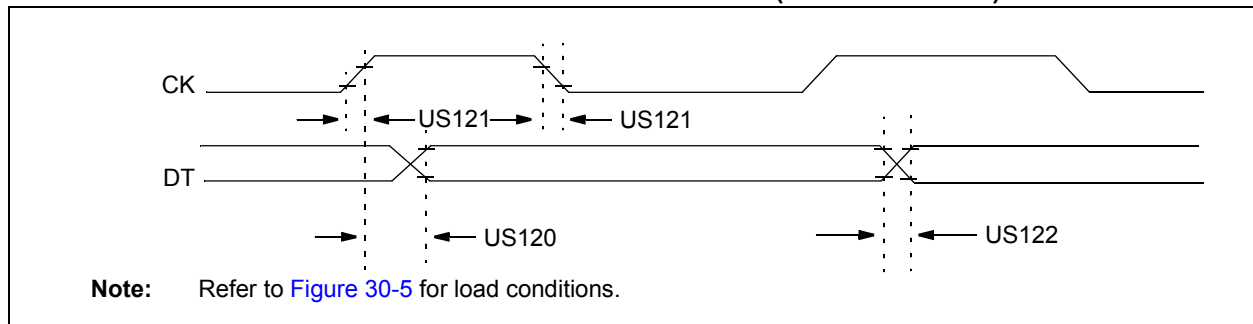 CK
US121
US121
DT
US120
US122
Note: Refer to Figure 30-5 for load conditions.